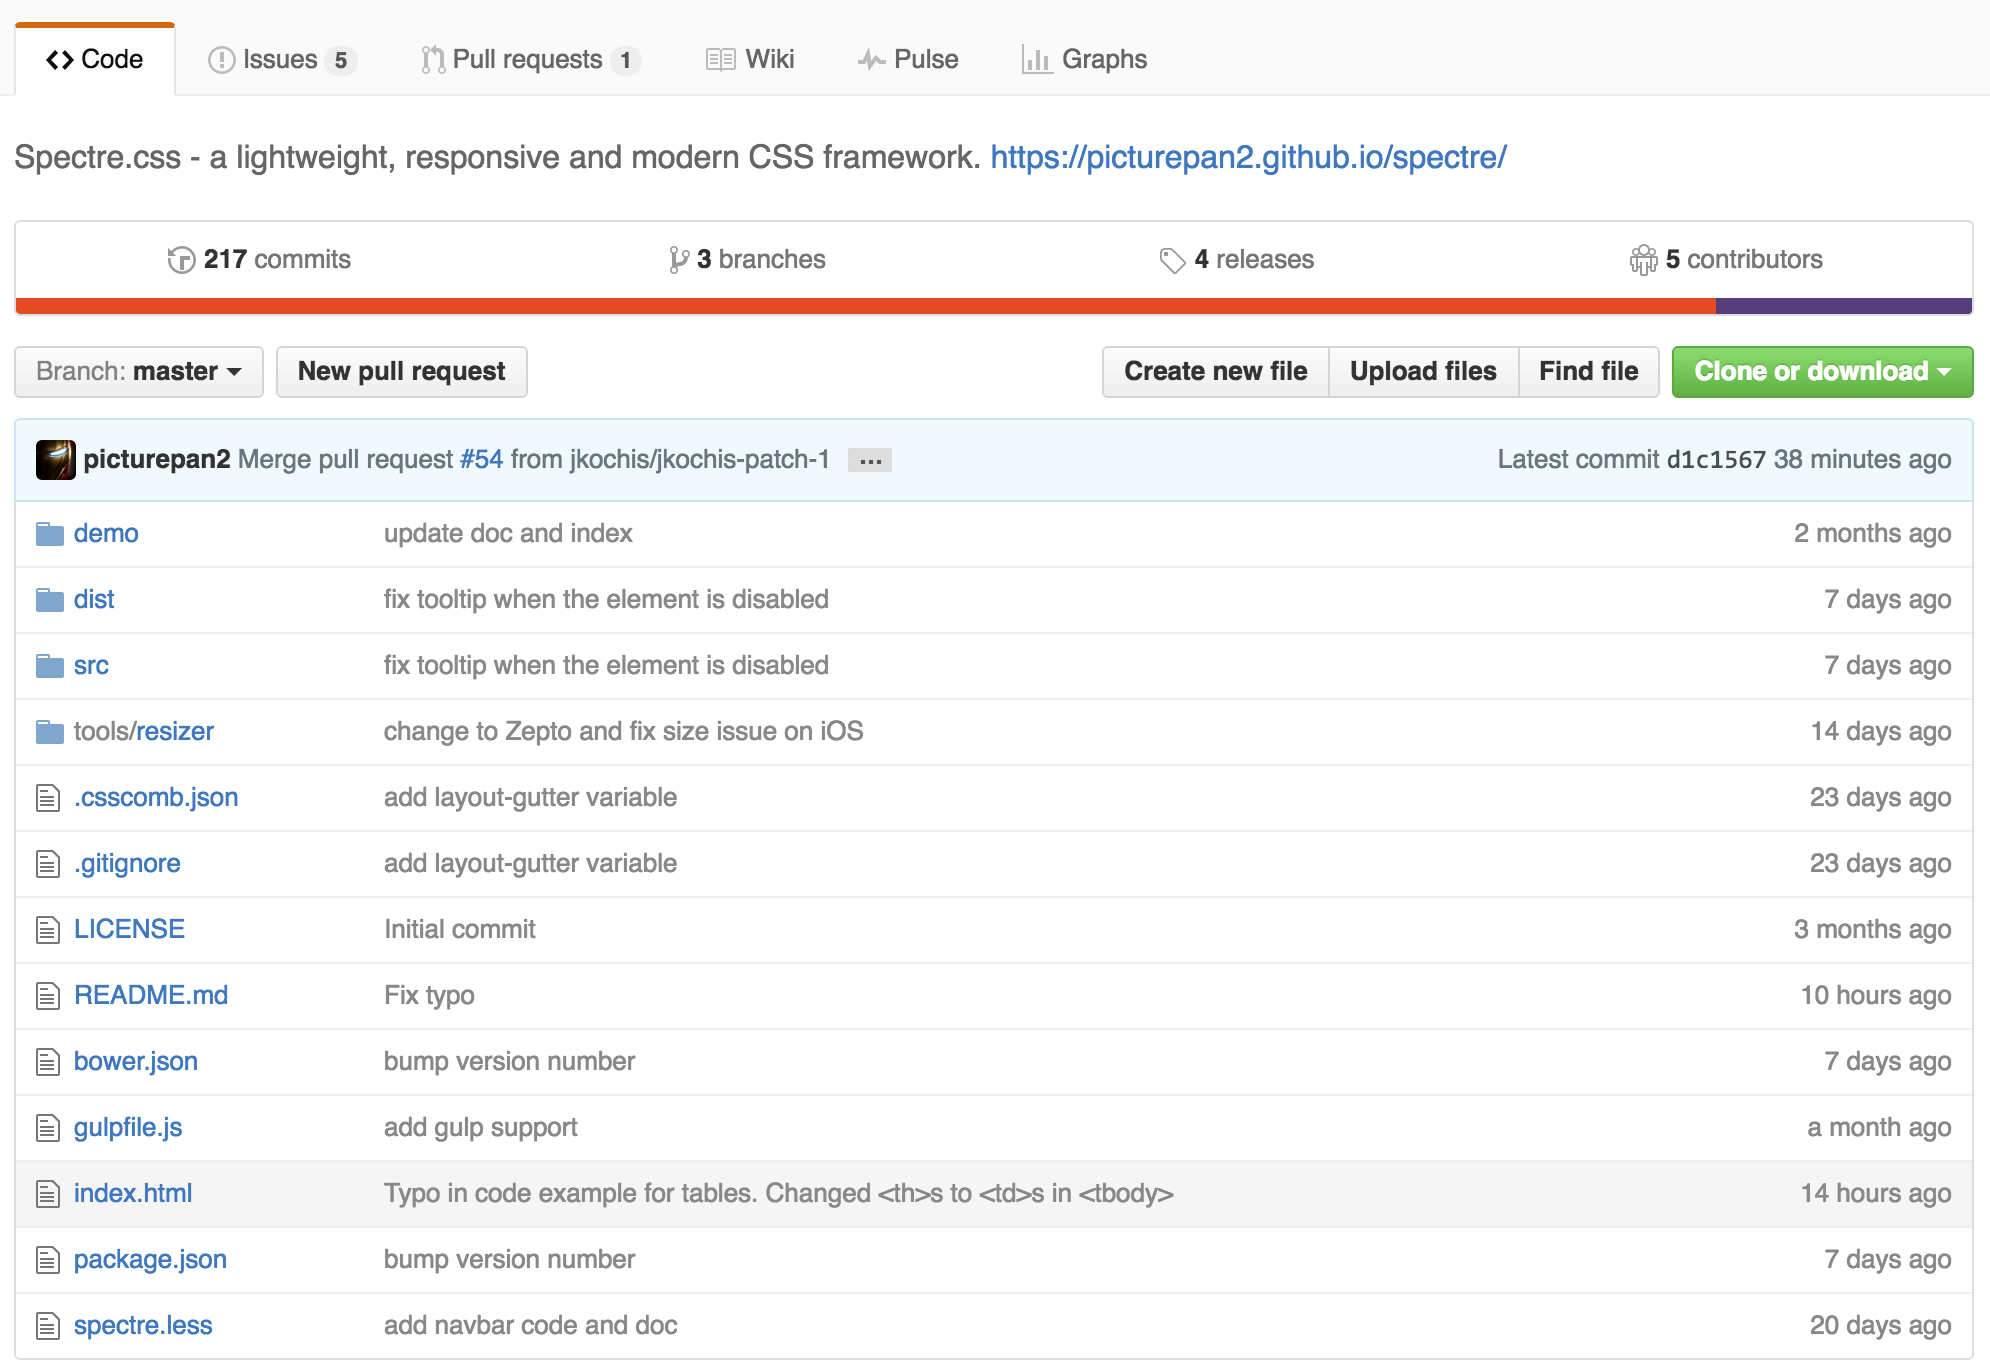 Code Issues 5 Pull requests 1 Wiki Pulse Graphs
Spectre.css - a lightweight, responsive and modern CSS framework. https://picturepan2.github.io/spectre/
217 commits 3 branches 4 releases 5 contributors
Branch: master New pull request Create new file Upload files Find file Clone or download
picturepan2 Merge pull request #54 from jkochis/jkochis-patch-1 ... Latest commit d1c1567 38 minutes ago
demo update doc and index 2 months ago
dist fix tooltip when the element is disabled 7 days ago
src fix tooltip when the element is disabled 7 days ago
tools/resizer change to Zepto and fix size issue on iOS 14 days ago
.csscomb.json add layout-gutter variable 23 days ago
.gitignore add layout-gutter variable 23 days ago
LICENSE Initial commit 3 months ago
README.md Fix typo 10 hours ago
bower.json bump version number 7 days ago
gulpfile.js add gulp support a month ago
index.html Typo in code example for tables. Changed <th>s to <td>s in <tbody> 14 hours ago
package.json bump version number 7 days ago
spectre.less add navbar code and doc 20 days ago